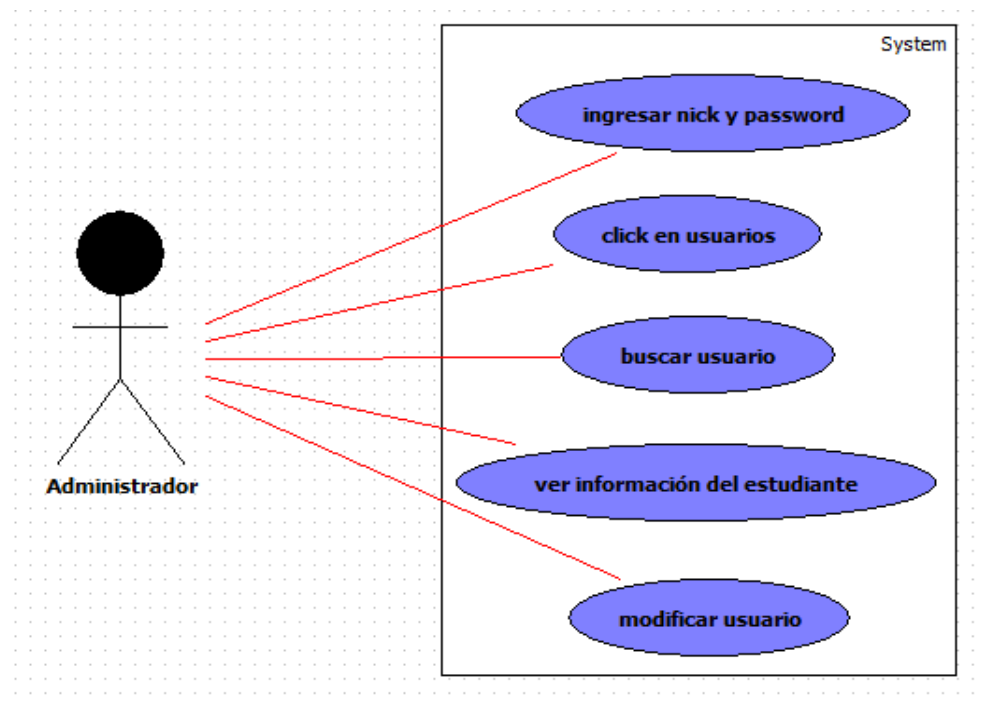 System
ingresar nick y password
click en usuarios
buscar usuario
ver información del estudiante
modificar usuario
Administrador